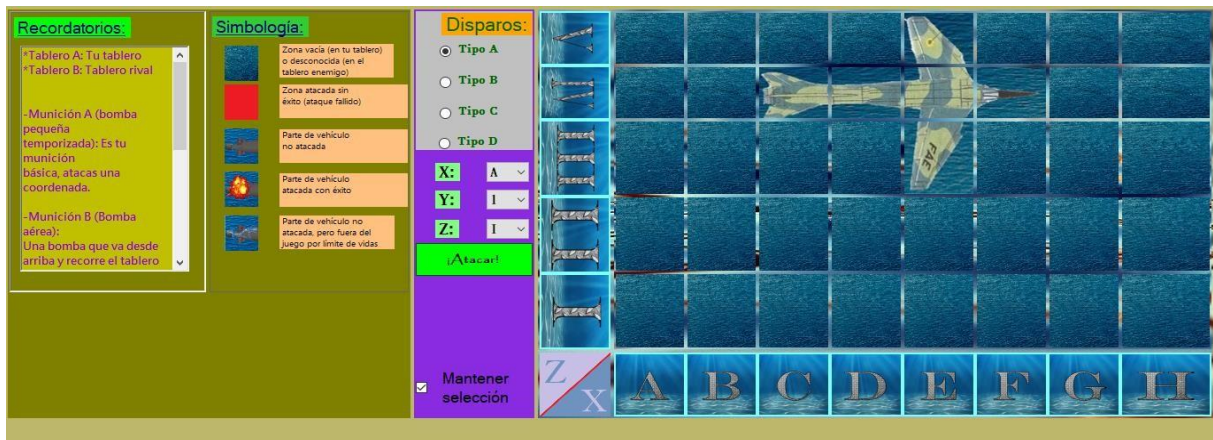 Recordatorios:
*Tablero A: Tu tablero
*Tablero B: Tablero rival
-Munición A (bomba
pequeña
temporizada): Es tu
munición
básica, atacas una
coordenada.
-Munición B (Bomba
aérea):
Una bomba que va desde
arriba y recorre el tablero
Simbología:
Zona vacía (en tu tablero)
o desconocida (en el
tablero enemigo)
Zona atacada sin
éxito (ataque fallido)
Parte de vehículo
no atacada
Parte de vehículo
atacada con éxito
Parte de vehículo no
atacada, pero fuera del
juego por límite de vidas
Disparos:
Tipo A
Tipo B
Tipo C
Tipo D
X: A
Y: 1
Z: I
¡Atacar!
Mantener
selección
V
IV
III
II
I
FAE
Z
X
A B C D E F G H